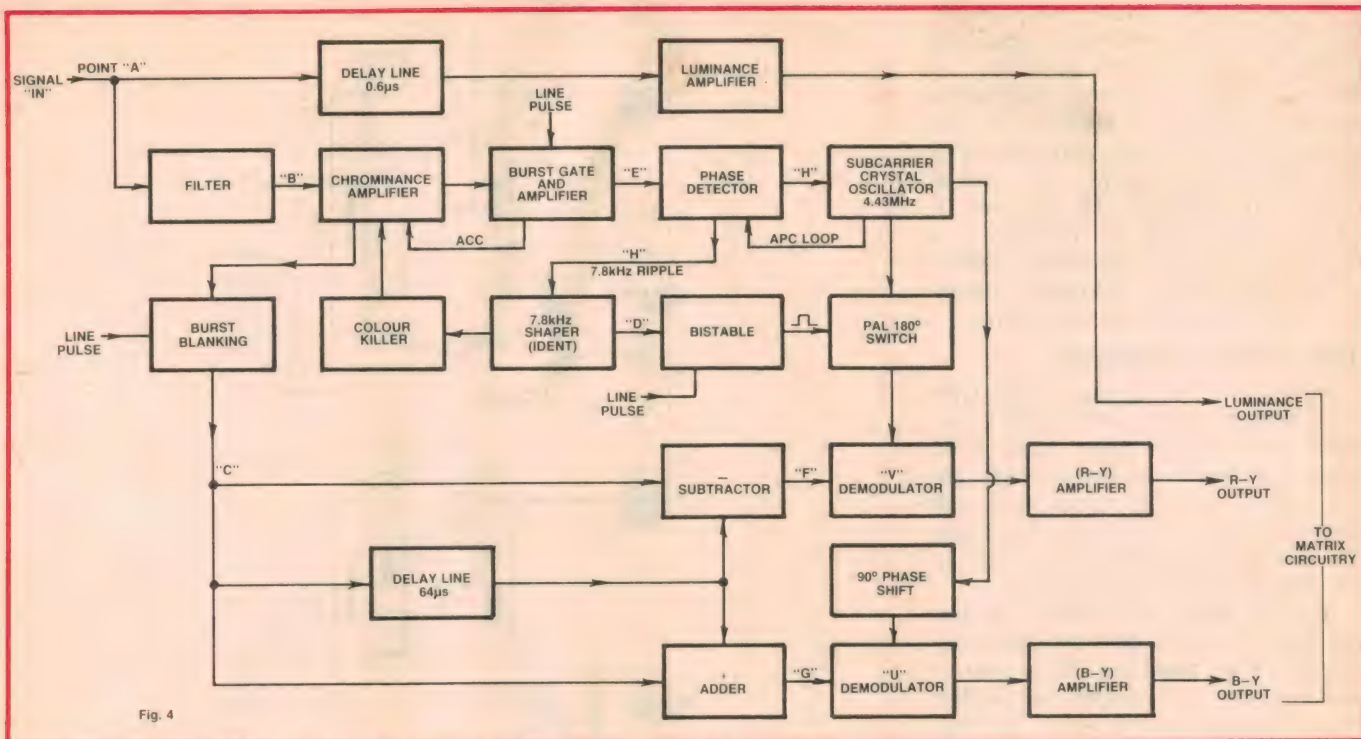 POINT "A"
SIGNAL
"IN"
DELAY LINE
0.6µs
LUMINANCE
AMPLIFIER
LINE
PULSE
FILTER
"B"
CHROMINANCE
AMPLIFIER
BURST GATE
AND
AMPLIFIER
"E"
PHASE
DETECTOR
"H"
SUBCARRIER
CRYSTAL
OSCILLATOR
4.43MHz
ACC
APC LOOP
"H"
7.8kHz RIPPLE
LINE
PULSE
BURST
BLANKING
COLOUR
KILLER
7.8kHz
SHAPER
(IDENT)
"D"
BISTABLE
PAL 180°
SWITCH
LINE
PULSE
LUMINANCE
OUTPUT
"C"
−
SUBTRACTOR
"F"
"V"
DEMODULATOR
(R−Y)
AMPLIFIER
R−Y
OUTPUT
TO
MATRIX
CIRCUITRY
DELAY LINE
64µs
90° PHASE
SHIFT
+
ADDER
"G"
"U"
DEMODULATOR
(B−Y)
AMPLIFIER
B−Y
OUTPUT
Fig. 4